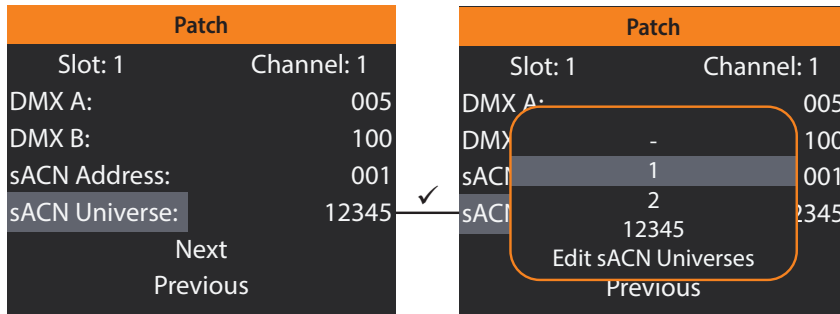 Patch
Slot: 1 Channel: 1
DMX A: 005
DMX B: 100
sACN Address: 001
sACN Universe: 12345
Next
Previous
✓
Patch
Slot: 1 Channel: 1
DMX A: 005
DMX 100
sACN 001
sACN 2345
-
1
2
12345
Edit sACN Universes
Previous